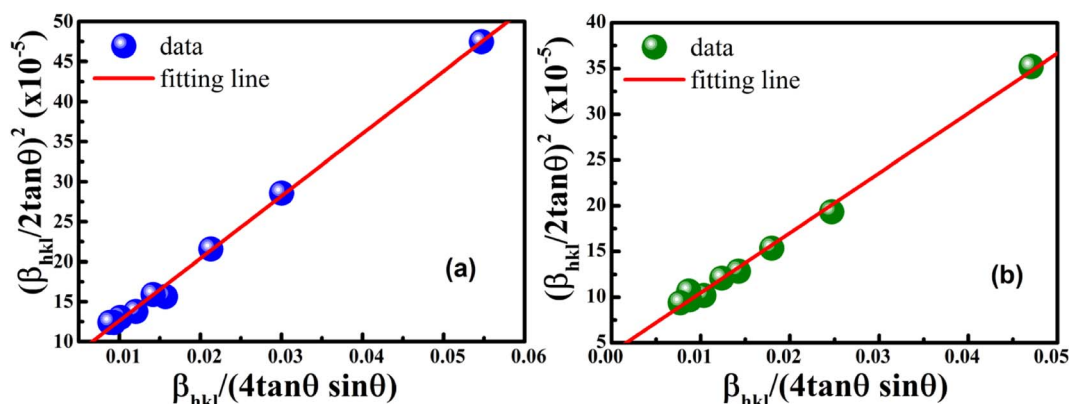 (a)
data
fitting line
((β_hkl/2tanθ)² (x10⁻⁵)
50
45
40
35
30
25
20
15
10
0.01 0.02 0.03 0.04 0.05 0.06
β_hkl/(4tanθ sinθ)
(b)
data
fitting line
(β_hkl/2tanθ)² (x10⁻⁵)
40
35
30
25
20
15
10
5
0.00 0.01 0.02 0.03 0.04 0.05
β_hkl/(4tanθ sinθ)